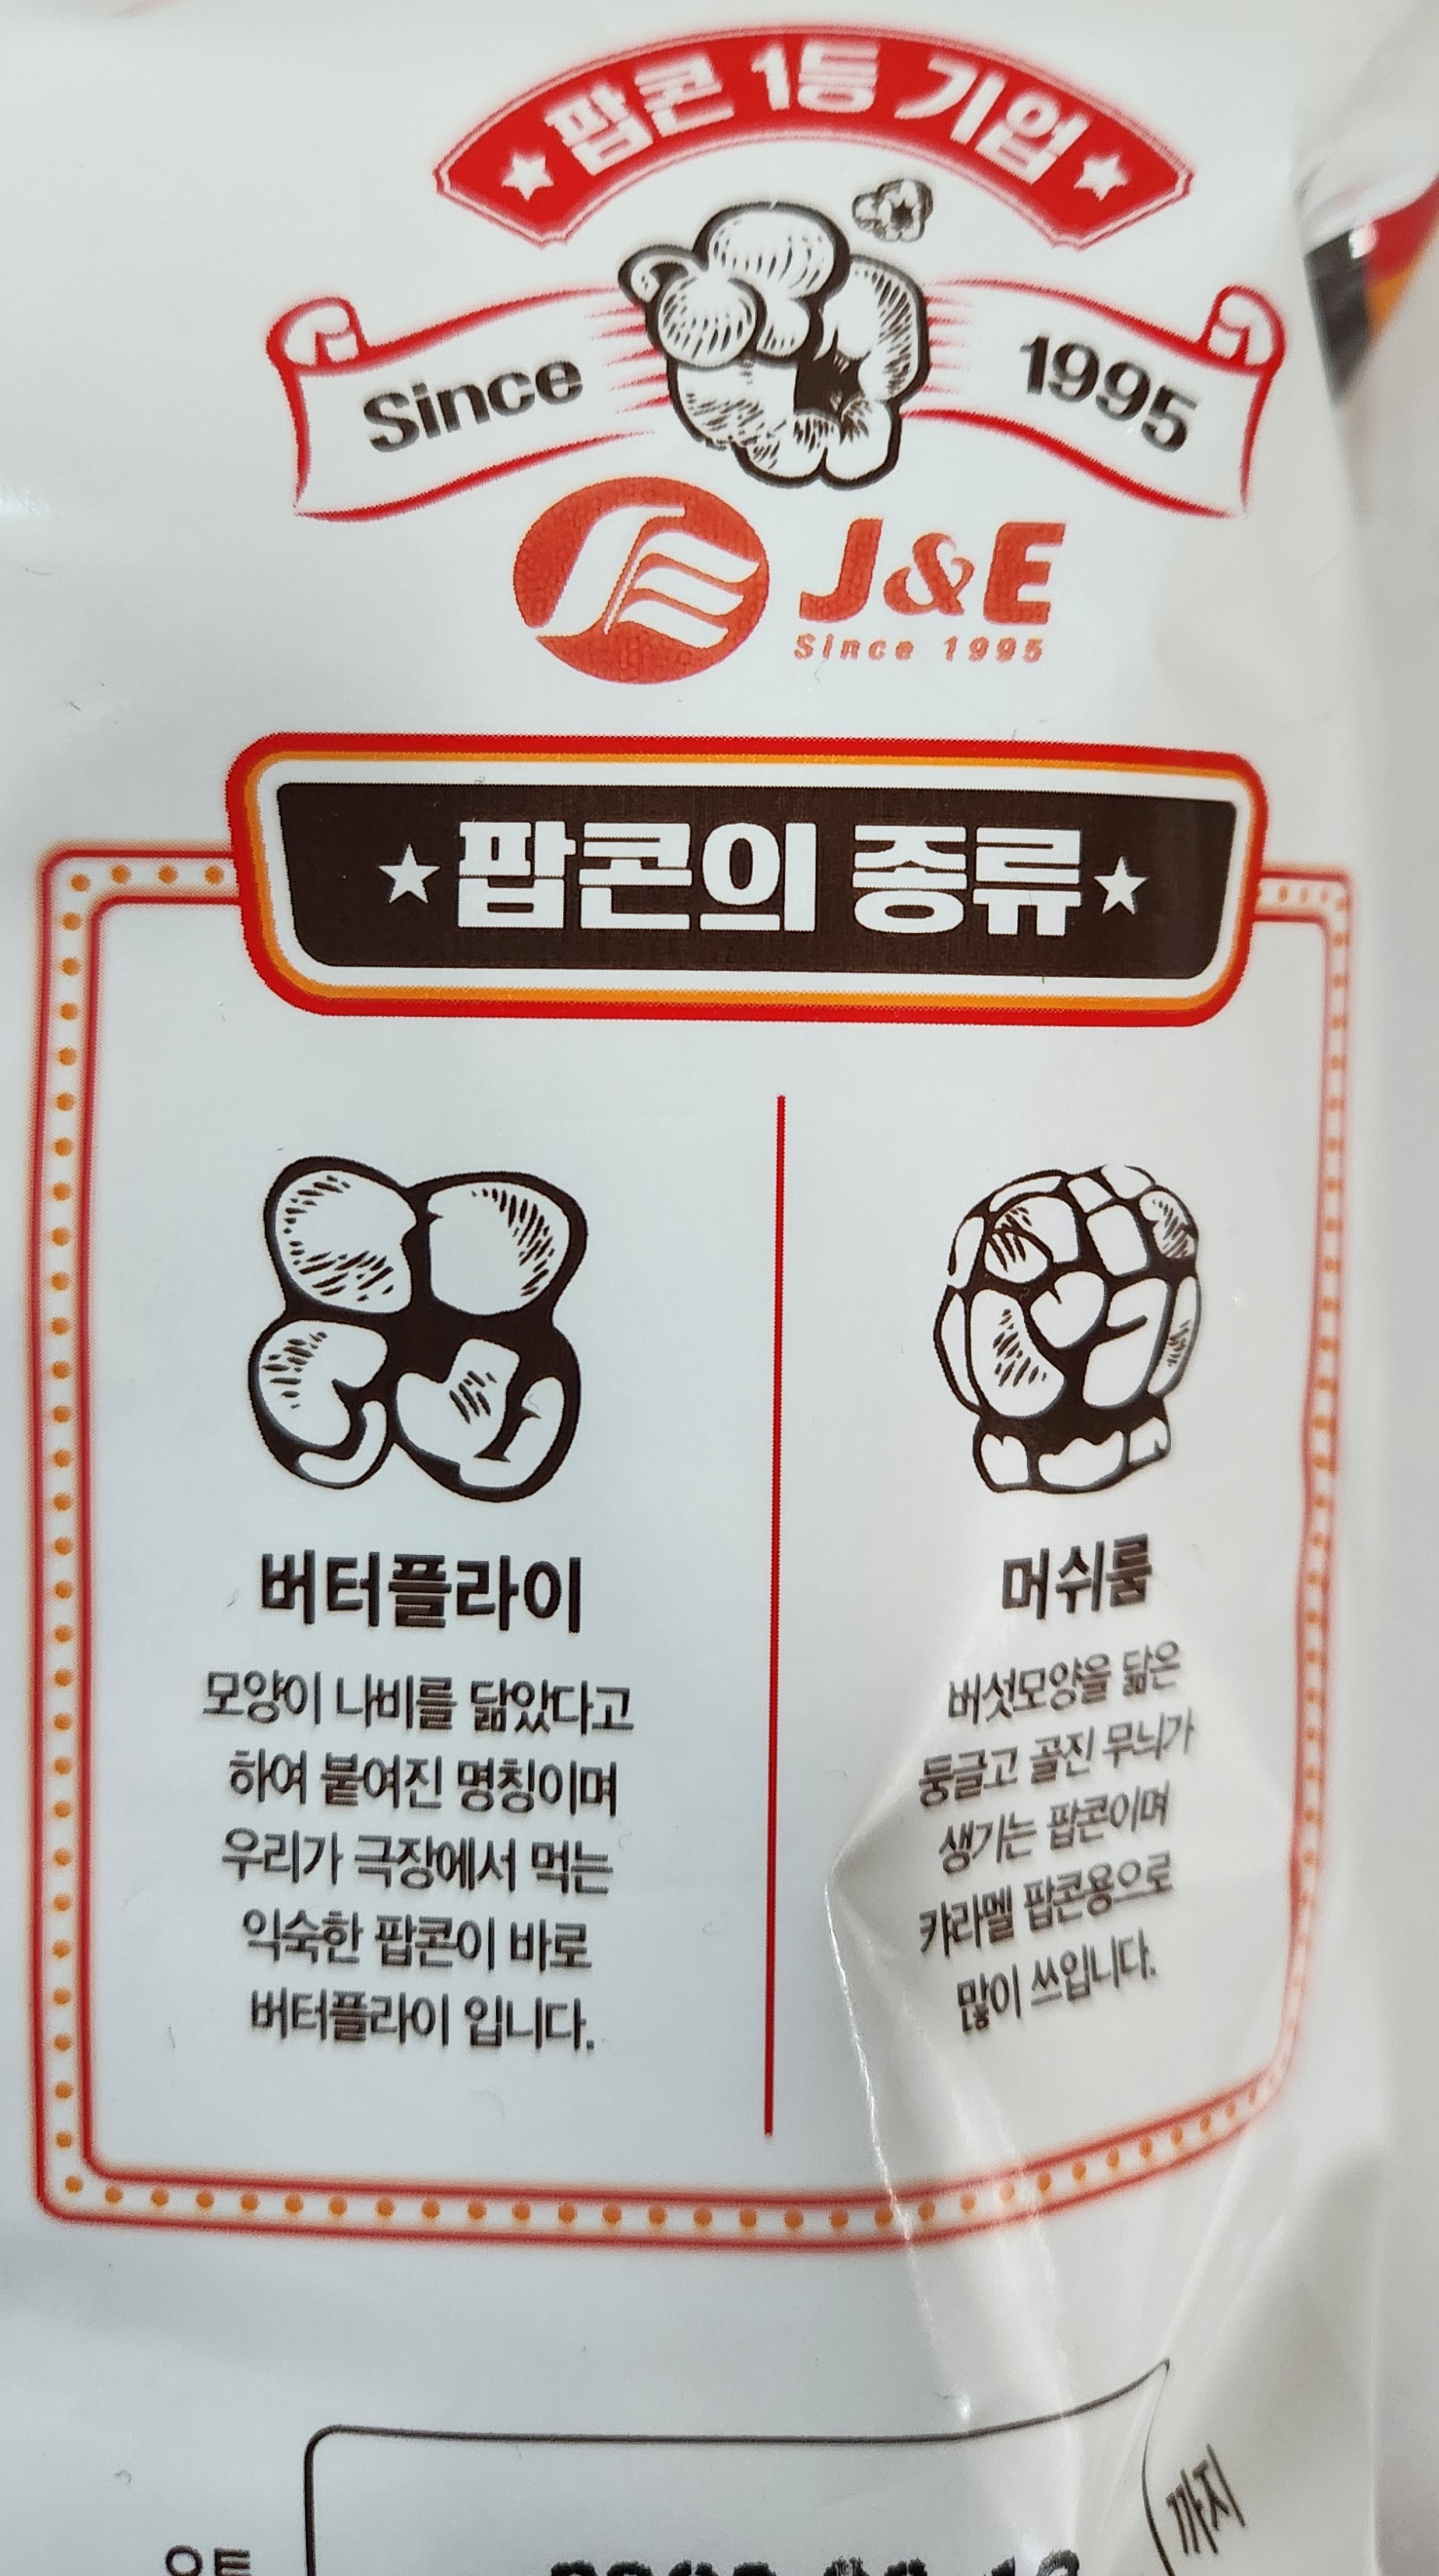 팝콘 1등 기업
Since 1995
J&E
Since 1995
팝콘의 종류
버터플라이
모양이 나비를 닮았다고
하여 붙여진 명칭이며
우리가 극장에서 먹는
익숙한 팝콘이 바로
버터플라이 입니다.
머쉬룸
버섯모양을 닮은
둥글고 골진 무늬가
생기는 팝콘이며
캬라멜 팝콘용으로
많이 쓰입니다.
까지